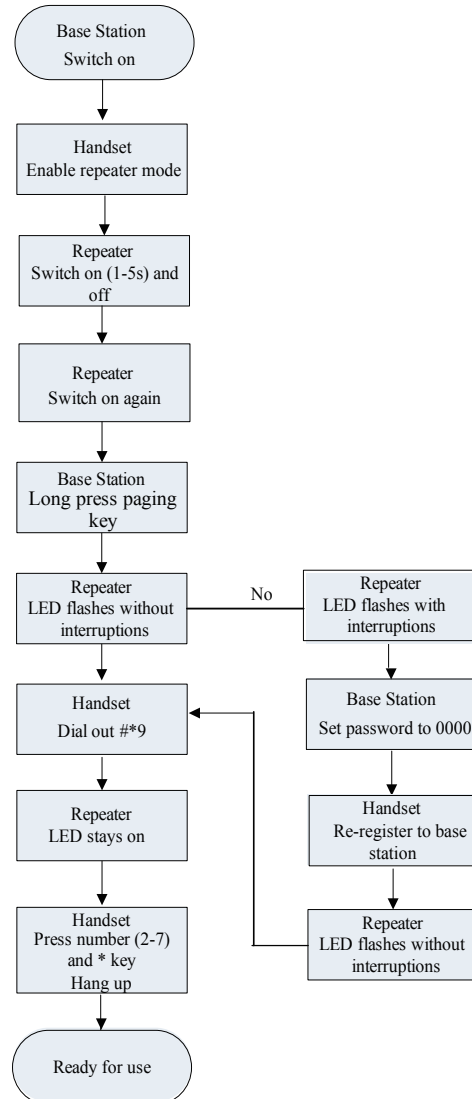 Base Station
Switch on
Handset
Enable repeater mode
Repeater
Switch on (1-5s) and
off
Repeater
Switch on again
Base Station
Long press paging
key
Repeater
LED flashes without
interruptions
No
Repeater
LED flashes with
interruptions
Base Station
Set password to 0000
Handset
Re-register to base
station
Repeater
LED flashes without
interruptions
Handset
Dial out #*9
Repeater
LED stays on
Handset
Press number (2-7)
and * key
Hang up
Ready for use